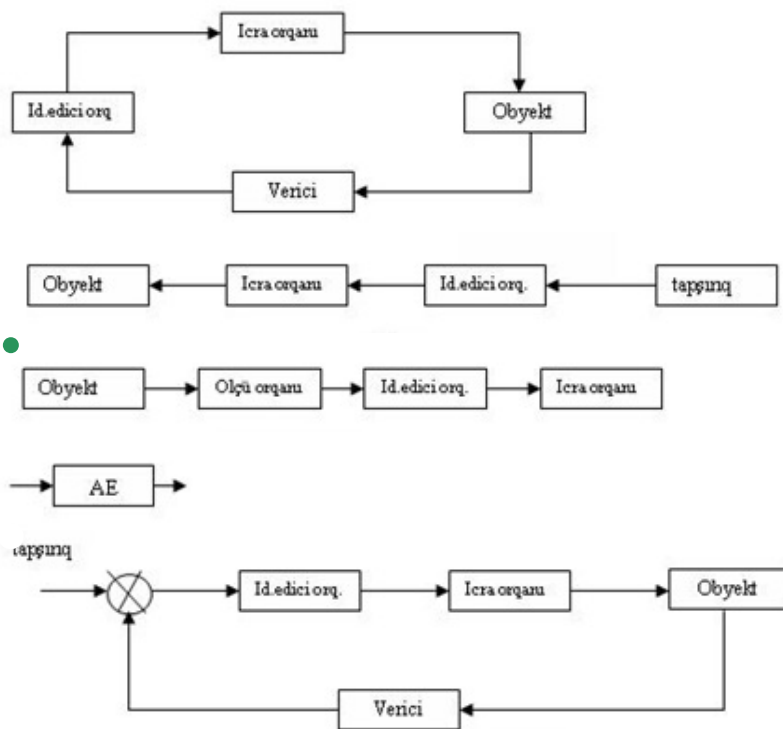 Icra orqanı
Id.edici orq
Obyekt
Verici
Obyekt
Icra orqanı
Id.edici orq.
tapşırıq
Obyekt
Olçü orqanı
Id.edici orq.
Icra orqanı
AE
tapşırıq
Id.edici orq.
Icra orqanı
Obyekt
Verici